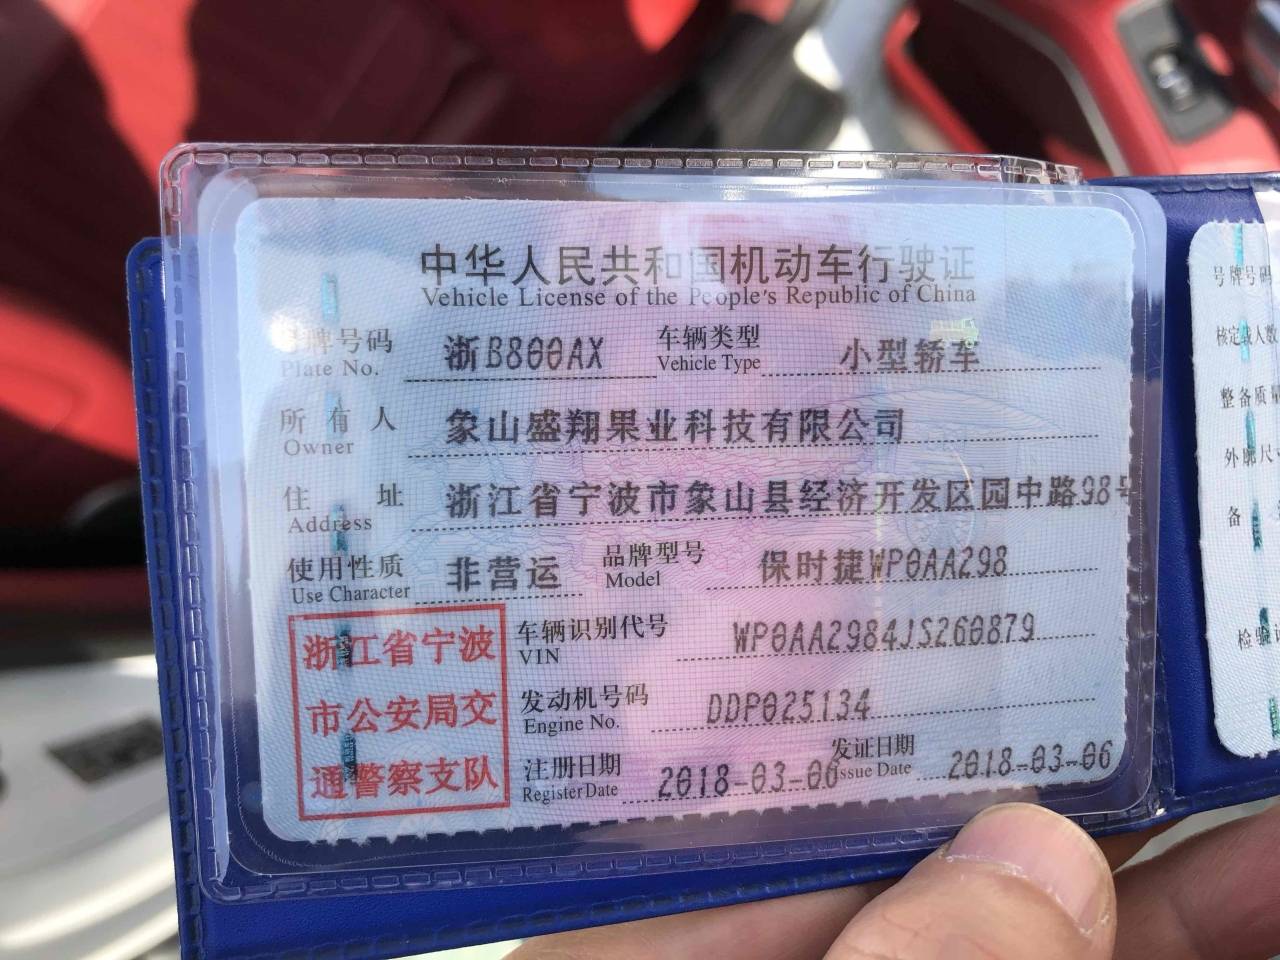 中华人民共和国机动车行驶证
Vehicle License of the People's Republic of China
号牌号码 浙B800AX 车辆类型 小型轿车
Plate No. Vehicle Type
所有人 象山盛翔果业科技有限公司
Owner
住址 浙江省宁波市象山县经济开发区园中路98号
Address
使用性质 非营运 品牌型号 保时捷WP0AA298
Use Character Model
浙江省宁波
市公安局交
通警察支队
车辆识别代号 WP0AA2984JS260879
VIN
发动机号码 DDP025134
Engine No.
注册日期 2018-03-06 发证日期 2018-03-06
Register Date Issue Date
号牌号码
核定载人数
整备质量
外廓尺寸
备
检验记